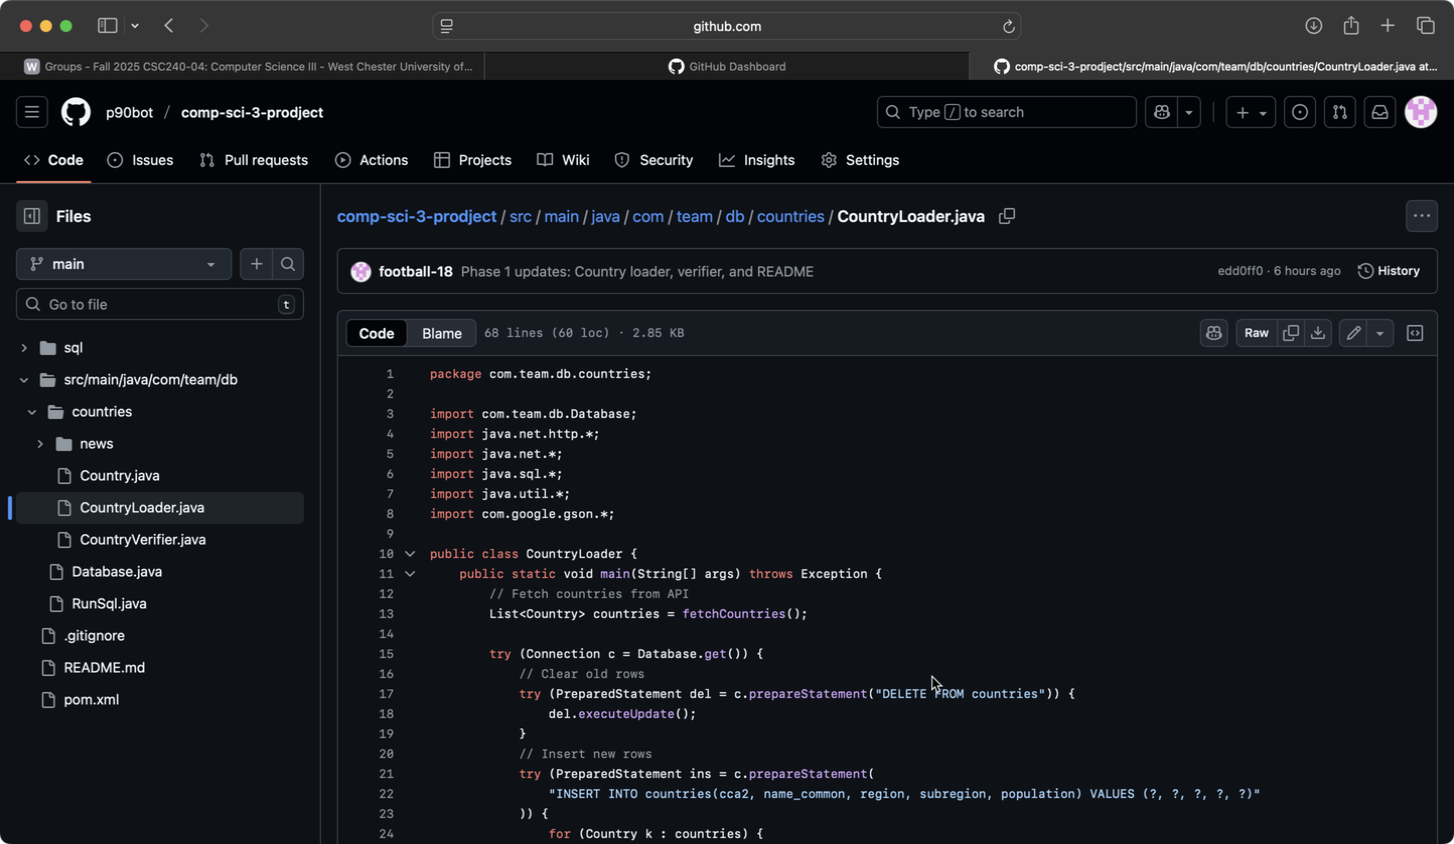 github.com
W Groups - Fall 2025 CSC240-04: Computer Science III - West Chester University of...
GitHub Dashboard
comp-sci-3-prodject/src/main/java/com/team/db/countries/CountryLoader.java at...
p90bot / comp-sci-3-prodject
Type / to search
Code Issues Pull requests Actions Projects Wiki Security Insights Settings
Files
main
Go to file t
sql
src/main/java/com/team/db
countries
news
Country.java
CountryLoader.java
CountryVerifier.java
Database.java
RunSql.java
.gitignore
README.md
pom.xml
comp-sci-3-prodject / src / main / java / com / team / db / countries / CountryLoader.java
football-18 Phase 1 updates: Country loader, verifier, and README edd0ff0 · 6 hours ago History
Code Blame 68 lines (60 loc) · 2.85 KB Raw
1 package com.team.db.countries;
2
3 import com.team.db.Database;
4 import java.net.http.*;
5 import java.net.*;
6 import java.sql.*;
7 import java.util.*;
8 import com.google.gson.*;
9
10 public class CountryLoader {
11 public static void main(String[] args) throws Exception {
12 // Fetch countries from API
13 List<Country> countries = fetchCountries();
14
15 try (Connection c = Database.get()) {
16 // Clear old rows
17 try (PreparedStatement del = c.prepareStatement("DELETE FROM countries")) {
18 del.executeUpdate();
19 }
20 // Insert new rows
21 try (PreparedStatement ins = c.prepareStatement(
22 "INSERT INTO countries(cca2, name_common, region, subregion, population) VALUES (?, ?, ?, ?, ?)"
23 )) {
24 for (Country k : countries) {